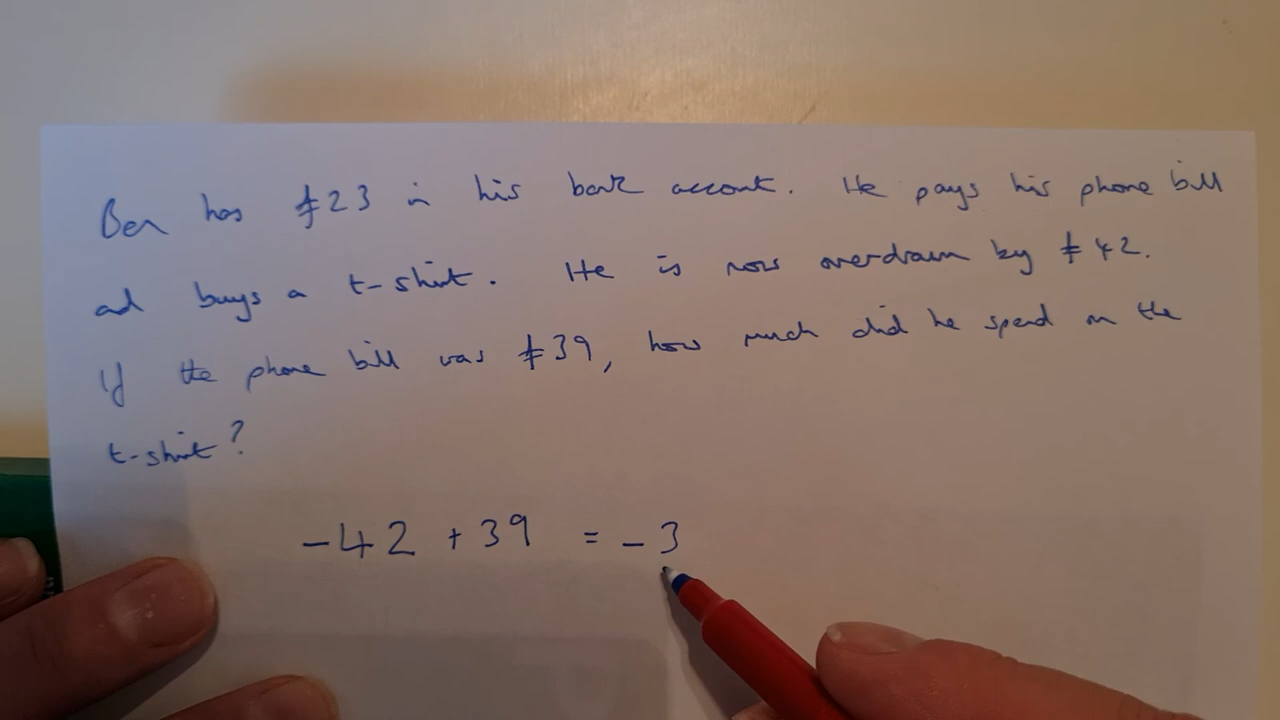 Ben has £23 in his bank account. He pays his phone bill
and buys a t-shirt. He is now overdrawn by £42.
If the phone bill was £39, how much did he spend on the
t-shirt?
-42 + 39 = -3